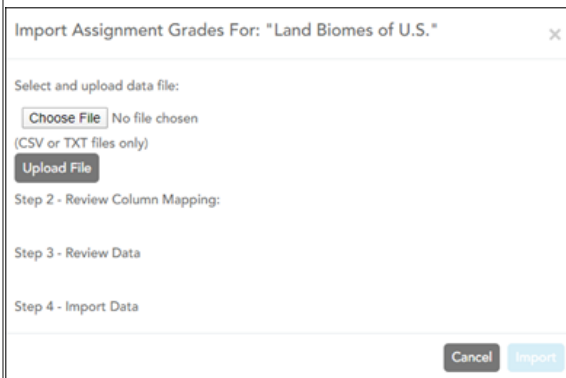 Import Assignment Grades For: "Land Biomes of U.S."
×
Select and upload data file:
Choose File No file chosen
(CSV or TXT files only)
Upload File
Step 2 - Review Column Mapping:
Step 3 - Review Data
Step 4 - Import Data
Cancel Import